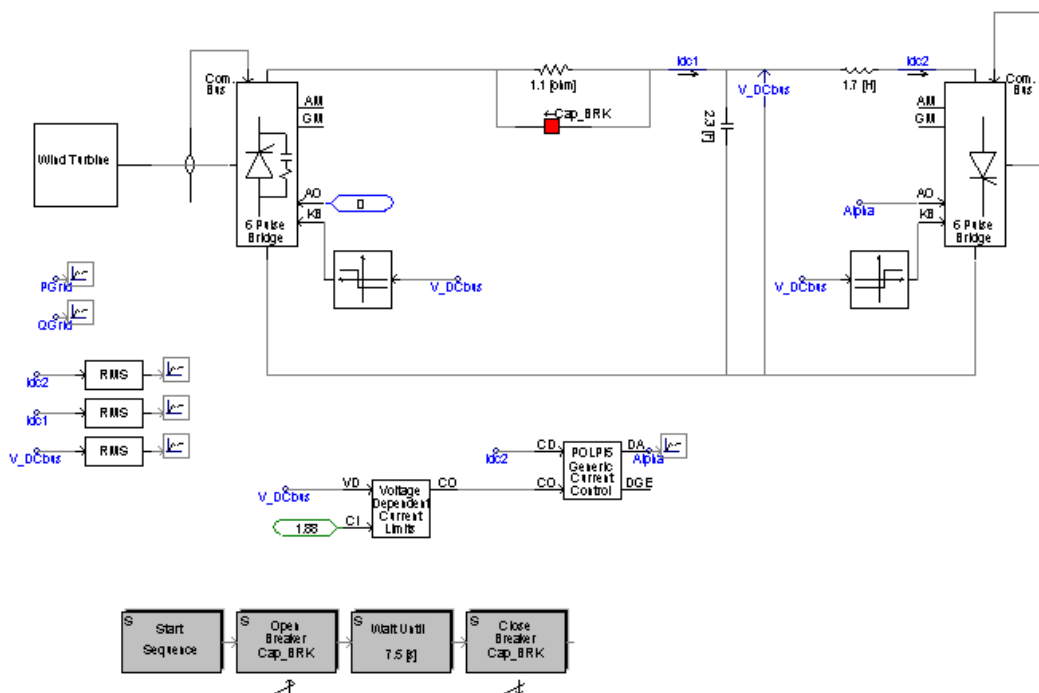 Com.
Bus
AM
GM
AO
KB
6 Pulse
Bridge
Wind Turbine
0
V_DCbus
1.1 [ohm]
Cap_BRK
Idc1
V_DCbus
2.3 [F]
1.7 [H]
Idc2
Com.
Bus
AM
GM
AO
KB
6 Pulse
Bridge
Alpha
V_DCbus
PGrid
QGrid
Idc2
RMS
Idc1
RMS
V_DCbus
RMS
V_DCbus
VD
1.88
CI
Voltage
Dependent
Current
Limits
CO
Idc2
CD
CO
POLPI5
Generic
Current
Control
DA
DGE
Alpha
S
Start
Sequence
S
Open
Breaker
Cap_BRK
S
Wait Until
7.5 [s]
S
Close
Breaker
Cap_BRK